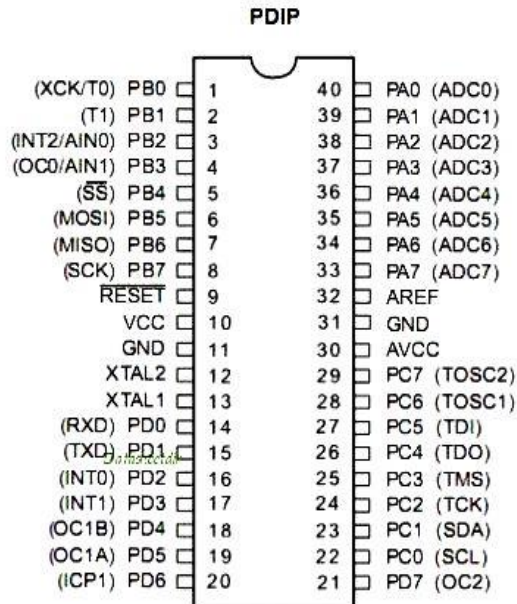 PDIP
(XCK/T0) PB0 1 40 PA0 (ADC0)
(T1) PB1 2 39 PA1 (ADC1)
(INT2/AIN0) PB2 3 38 PA2 (ADC2)
(OC0/AIN1) PB3 4 37 PA3 (ADC3)
(SS) PB4 5 36 PA4 (ADC4)
(MOSI) PB5 6 35 PA5 (ADC5)
(MISO) PB6 7 34 PA6 (ADC6)
(SCK) PB7 8 33 PA7 (ADC7)
RESET 9 32 AREF
VCC 10 31 GND
GND 11 30 AVCC
XTAL2 12 29 PC7 (TOSC2)
XTAL1 13 28 PC6 (TOSC1)
(RXD) PD0 14 27 PC5 (TDI)
(TXD) PD1 15 26 PC4 (TDO)
(INT0) PD2 16 25 PC3 (TMS)
(INT1) PD3 17 24 PC2 (TCK)
(OC1B) PD4 18 23 PC1 (SDA)
(OC1A) PD5 19 22 PC0 (SCL)
(ICP1) PD6 20 21 PD7 (OC2)